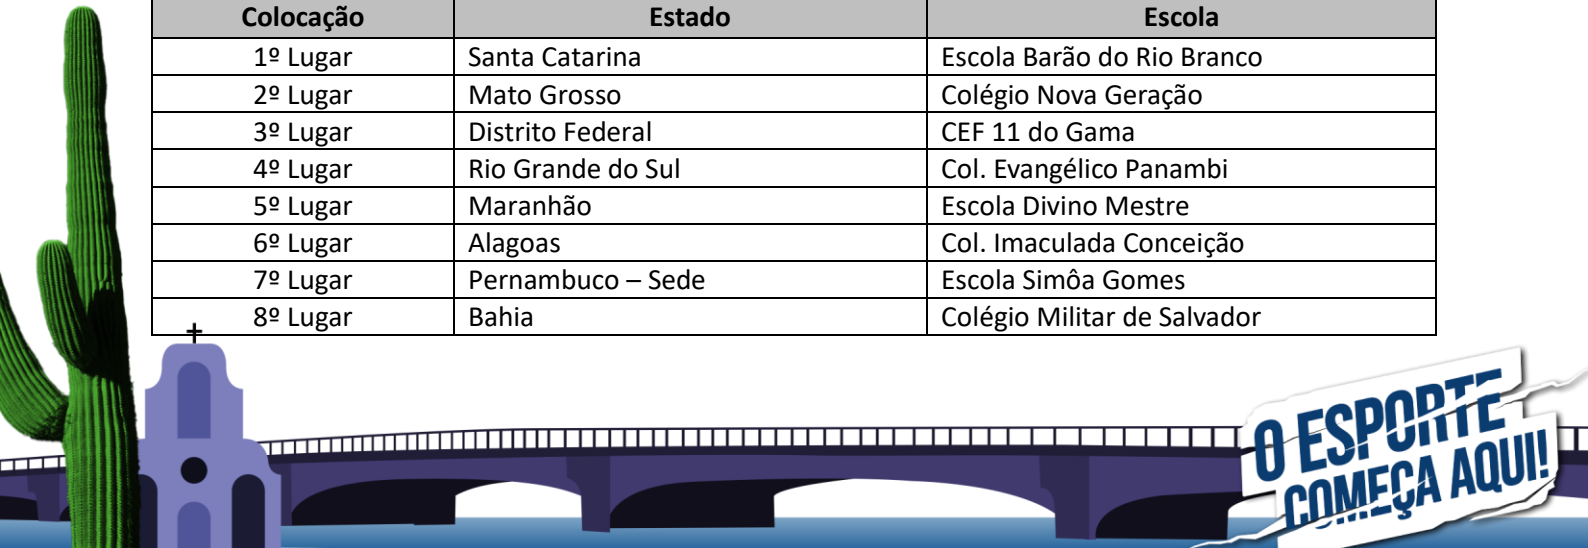 Colocação Estado Escola
1º Lugar Santa Catarina Escola Barão do Rio Branco
2º Lugar Mato Grosso Colégio Nova Geração
3º Lugar Distrito Federal CEF 11 do Gama
4º Lugar Rio Grande do Sul Col. Evangélico Panambi
5º Lugar Maranhão Escola Divino Mestre
6º Lugar Alagoas Col. Imaculada Conceição
7º Lugar Pernambuco – Sede Escola Simôa Gomes
8º Lugar Bahia Colégio Militar de Salvador
O ESPORTE
COMEÇA AQUI!